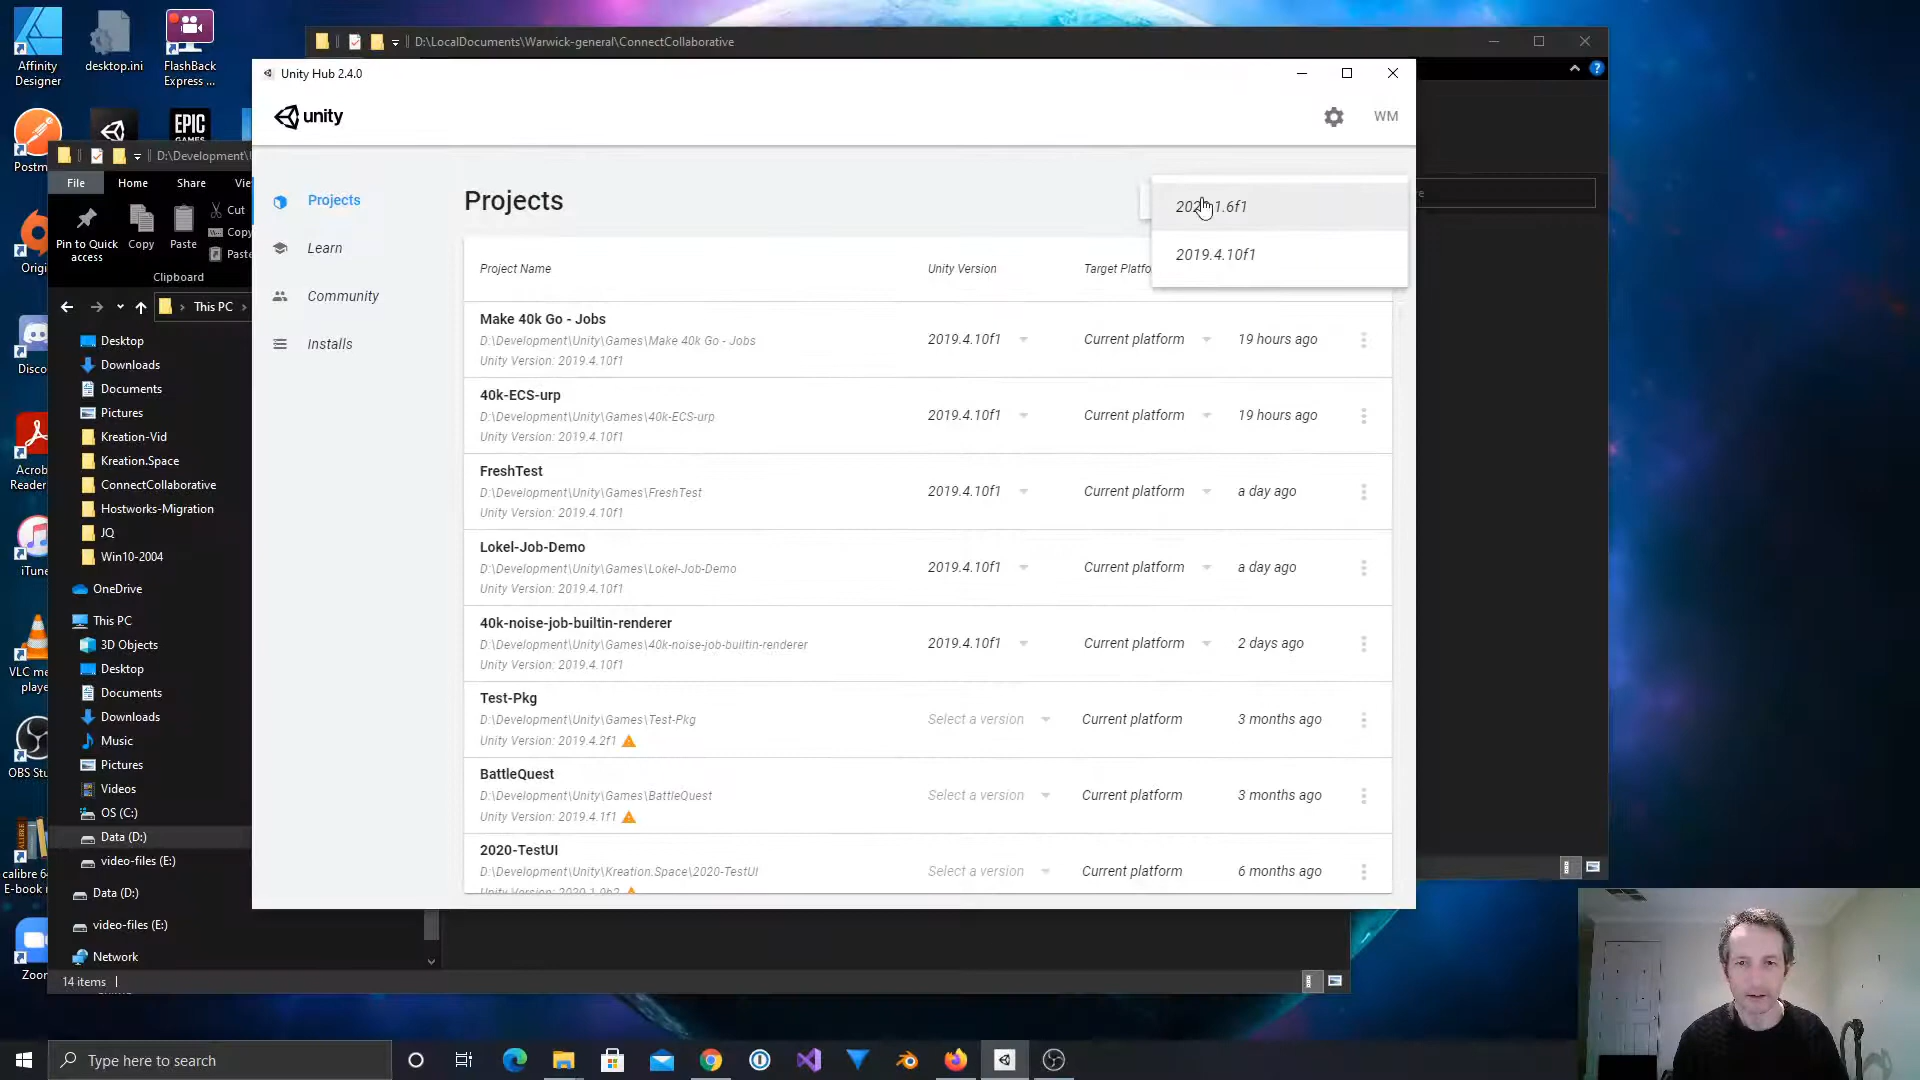 Affinity
Designer
desktop.ini
FlashBack
Express ...
D:\LocalDocuments\Warwick-general\ConnectCollaborative
Unity Hub 2.4.0
unity
WM
EPIC
D:\Development\
File
Home
Share
Pin to Quick
access
Copy
Paste
Cut
Clipboard
This PC
Desktop
Downloads
Documents
Pictures
Kreation-Vid
Kreation.Space
ConnectCollaborative
Hostworks-Migration
JQ
Win10-2004
OneDrive
This PC
3D Objects
Desktop
Documents
Downloads
Music
Pictures
Videos
OS (C:)
Data (D:)
video-files (E:)
Data (D:)
video-files (E:)
Network
14 items
Reader
calibre 64
E-book
Projects
Learn
Community
Installs
Projects
2019.4.10f1
Project Name
Unity Version
Make 40k Go - Jobs
D:\Development\Unity\Games\Make 40k Go - Jobs
Unity Version: 2019.4.10f1
2019.4.10f1
Current platform
19 hours ago
40k-ECS-urp
D:\Development\Unity\Games\40k-ECS-urp
Unity Version: 2019.4.10f1
2019.4.10f1
Current platform
19 hours ago
FreshTest
D:\Development\Unity\Games\FreshTest
Unity Version: 2019.4.10f1
2019.4.10f1
Current platform
a day ago
Lokel-Job-Demo
D:\Development\Unity\Games\Lokel-Job-Demo
Unity Version: 2019.4.10f1
2019.4.10f1
Current platform
a day ago
40k-noise-job-builtin-renderer
D:\Development\Unity\Games\40k-noise-job-builtin-renderer
Unity Version: 2019.4.10f1
2019.4.10f1
Current platform
2 days ago
Test-Pkg
D:\Development\Unity\Games\Test-Pkg
Unity Version: 2019.4.2f1
Select a version
Current platform
3 months ago
BattleQuest
D:\Development\Unity\Games\BattleQuest
Unity Version: 2019.4.1f1
Select a version
Current platform
3 months ago
2020-TestUI
D:\Development\Unity\Kreation.Space\2020-TestUI
Select a version
Current platform
6 months ago
Type here to search